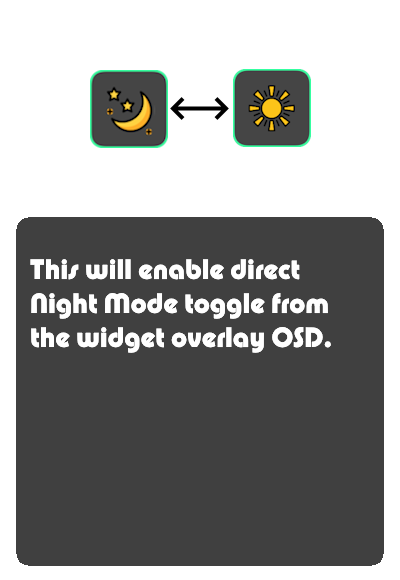 This will enable direct
Night Mode toggle from
the widget overlay OSD.